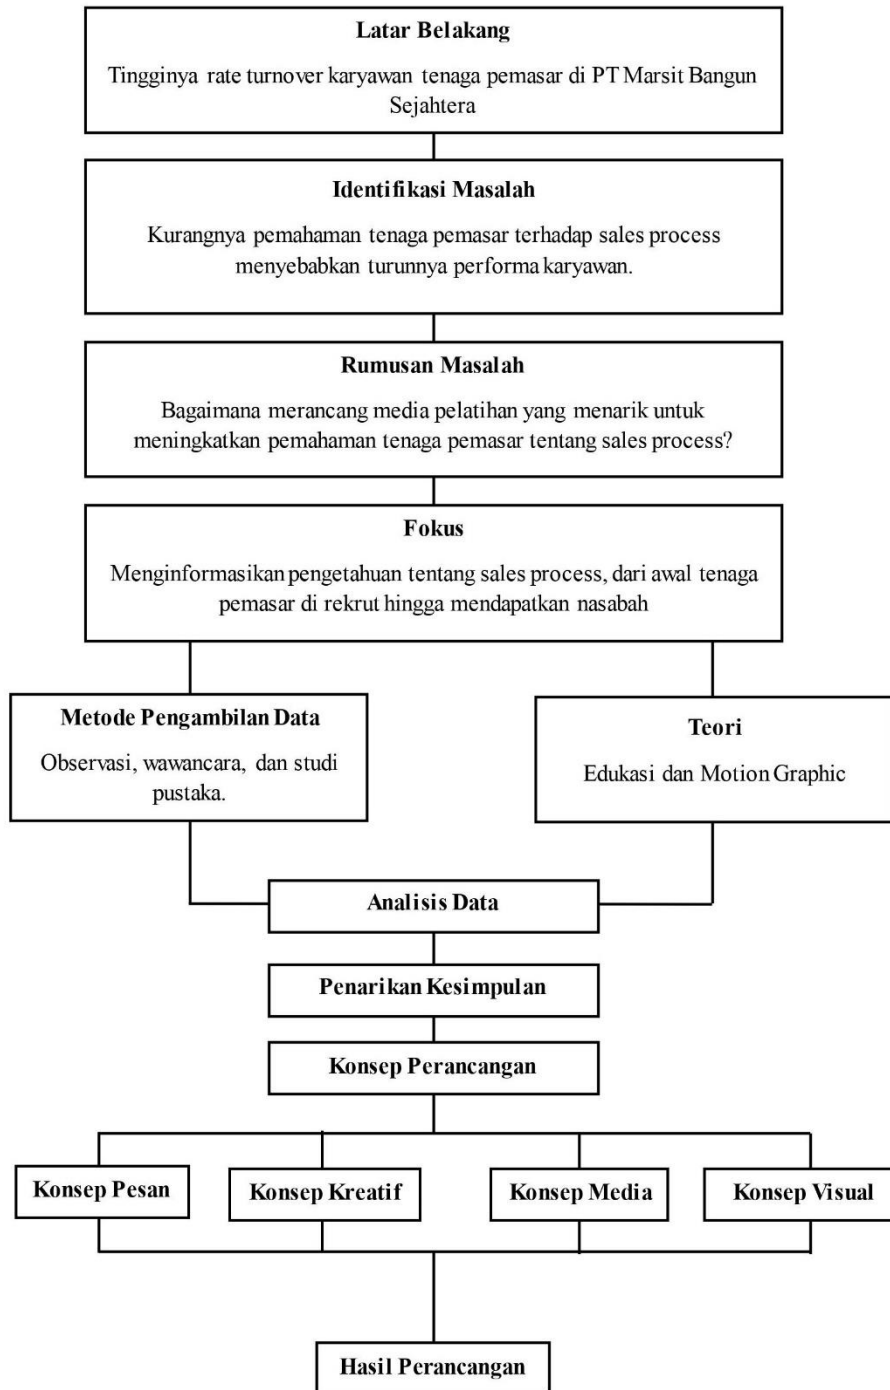 Latar Belakang
Tingginya rate turnover karyawan tenaga pemasar di PT Marsit Bangun
Sejahtera
Identifikasi Masalah
Kurangnya pemahaman tenaga pemasar terhadap sales process
menyebabkan turunnya performa karyawan.
Rumusan Masalah
Bagaimana merancang media pelatihan yang menarik untuk
meningkatkan pemahaman tenaga pemasar tentang sales process?
Fokus
Menginformasikan pengetahuan tentang sales process, dari awal tenaga
pemasar di rekrut hingga mendapatkan nasabah
Metode Pengambilan Data
Observasi, wawancara, dan studi
pustaka.
Teori
Edukasi dan Motion Graphic
Analisis Data
Penarikan Kesimpulan
Konsep Perancangan
Konsep Pesan
Konsep Kreatif
Konsep Media
Konsep Visual
Hasil Perancangan